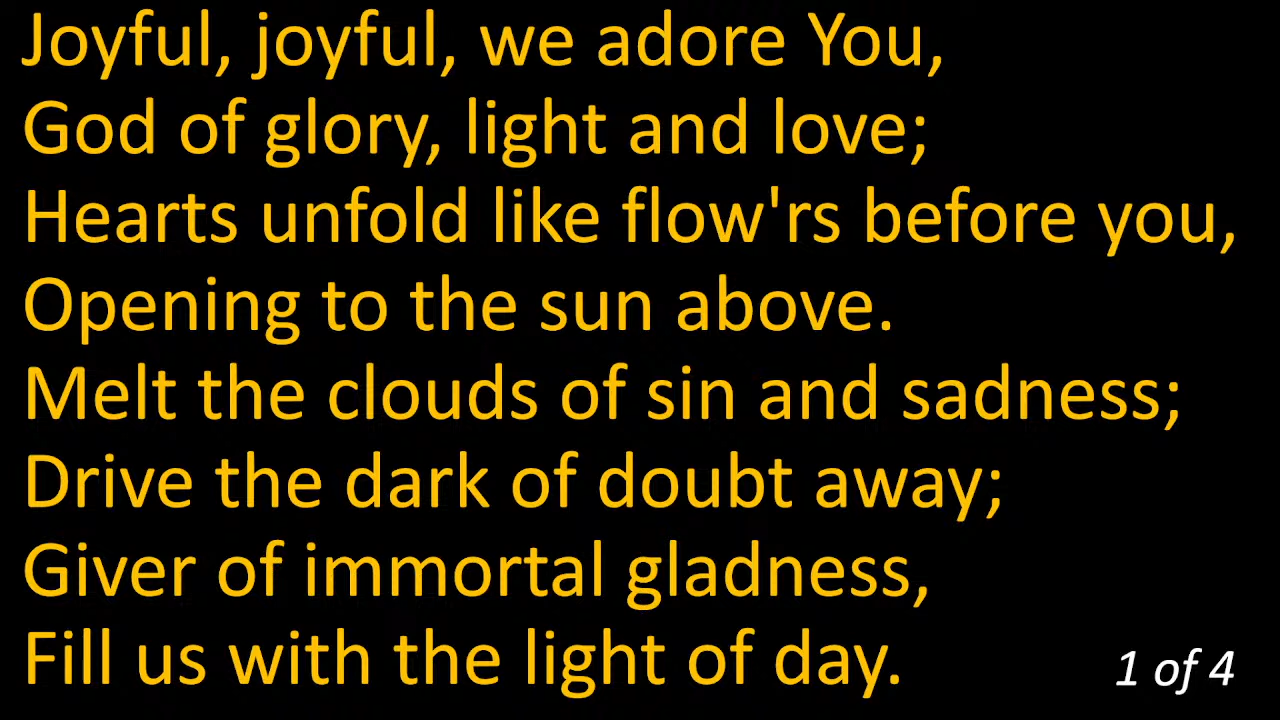 Joyful, joyful, we adore You,
God of glory, light and love;
Hearts unfold like flow'rs before you,
Opening to the sun above.
Melt the clouds of sin and sadness;
Drive the dark of doubt away;
Giver of immortal gladness,
Fill us with the light of day.
1 of 4